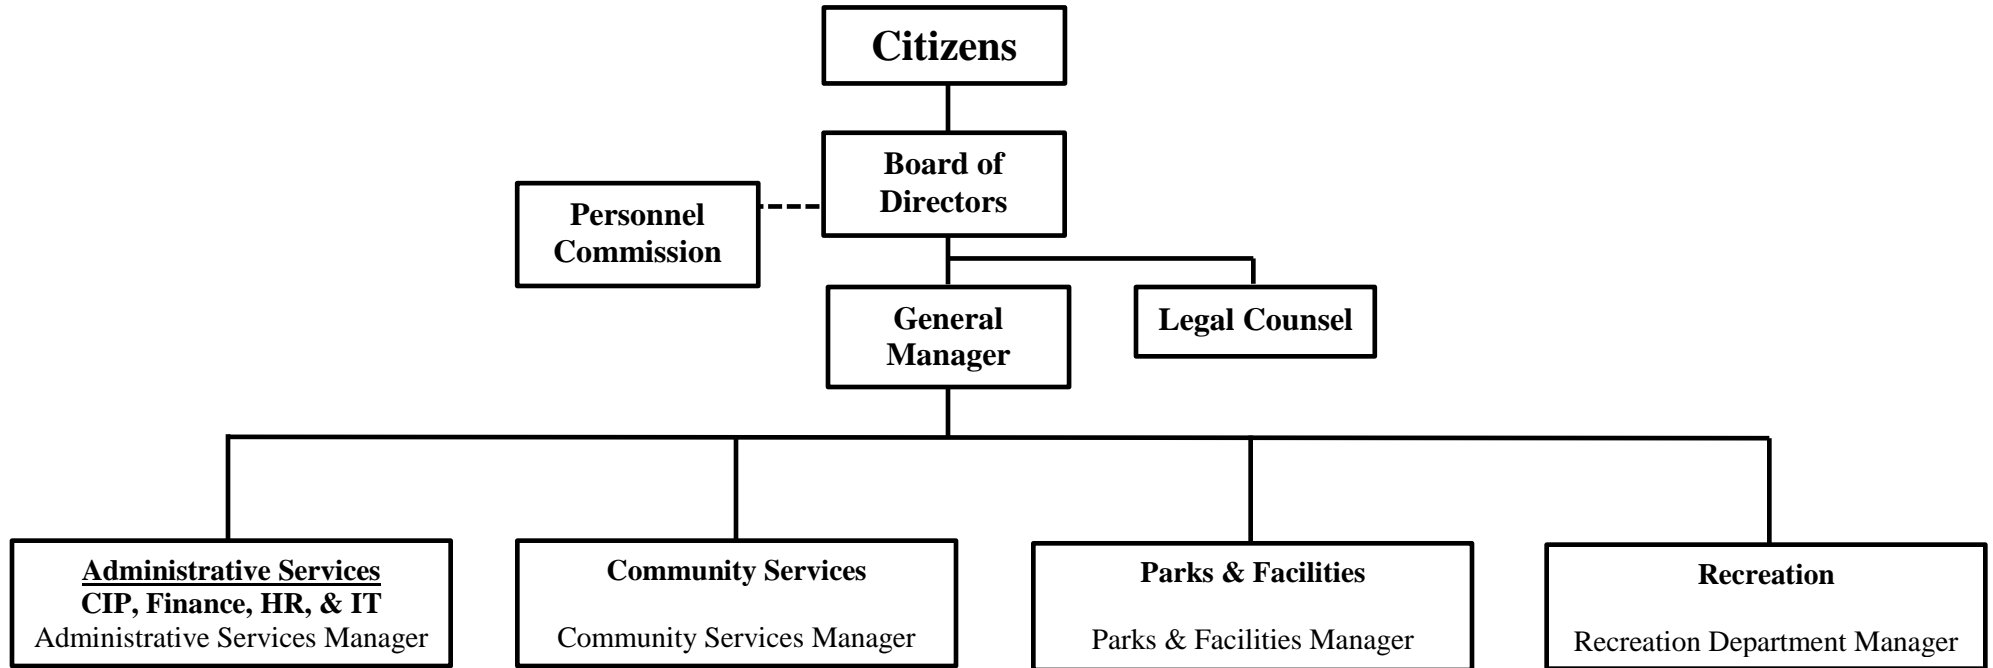 Citizens
Board of
Directors
Personnel
Commission
General
Manager
Legal Counsel
Administrative Services
CIP, Finance, HR, & IT
Administrative Services Manager
Community Services
Community Services Manager
Parks & Facilities
Parks & Facilities Manager
Recreation
Recreation Department Manager